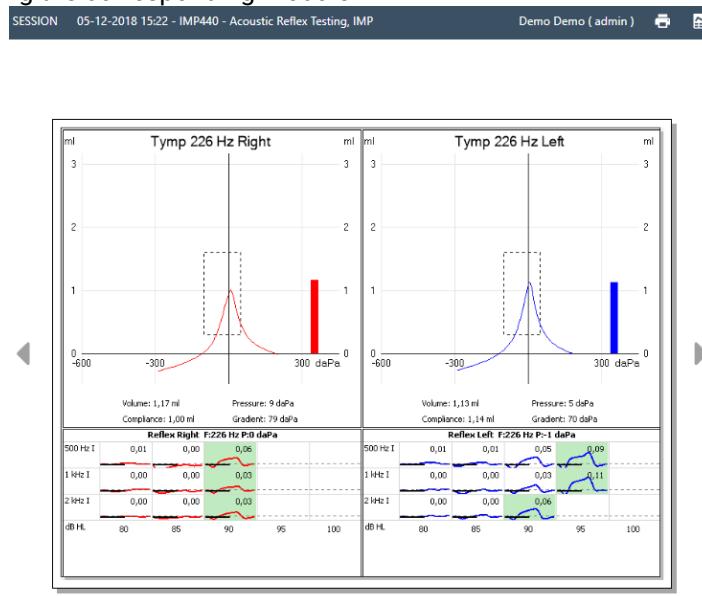 SESSION 05-12-2018 15:22 - IMP440 - Acoustic Reflex Testing, IMP Demo Demo ( admin )
ml Tymp 226 Hz Right ml
3 3
2 2
1 1
0
-600 -300 300 daPa
Volume: 1,17 ml Pressure: 9 daPa
Compliance: 1,00 ml Gradient: 79 daPa
ml Tymp 226 Hz Left ml
3 3
2 2
1 1
0
-600 -300 300 daPa
Volume: 1,13 ml Pressure: 5 daPa
Compliance: 1,14 ml Gradient: 70 daPa
Reflex Right F:226 Hz P:0 daPa
500 Hz I 0,01 0,00 0,06
1 kHz I 0,00 0,00 0,03
2 kHz I 0,00 0,00 0,03
dB HL 80 85 90 95 100
Reflex Left F:226 Hz P:-1 daPa
500 Hz I 0,01 0,01 0,05 0,09
1 kHz I 0,00 0,00 0,03 0,11
2 kHz I 0,00 0,00 0,06
dB HL 80 85 90 95 100